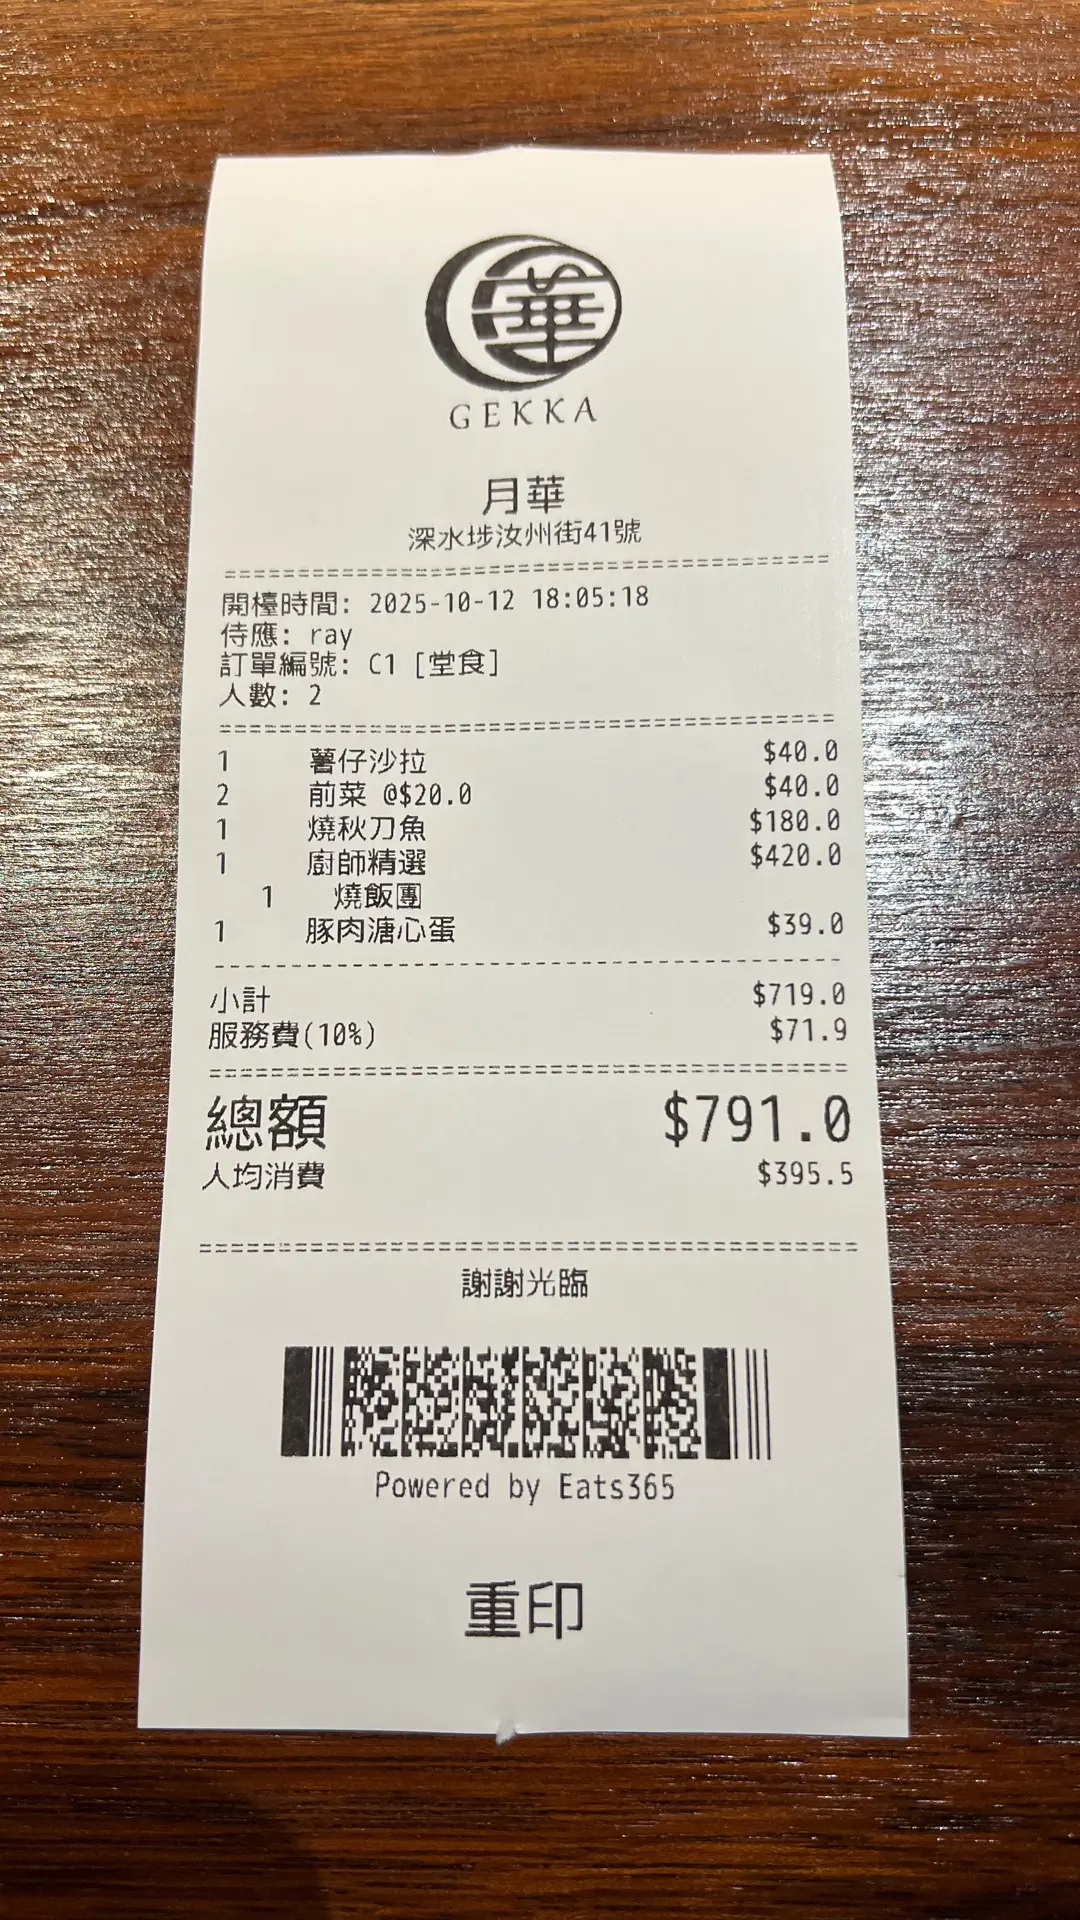 華
GEKKA
月華
深水埗汝州街41號
開檯時間: 2025-10-12 18:05:18
侍應: ray
訂單編號: C1 [堂食]
人數: 2
1 薯仔沙拉 $40.0
2 前菜 @$20.0 $40.0
1 燒秋刀魚 $180.0
1 廚師精選 $420.0
1 燒飯團
1 豚肉溏心蛋 $39.0
小計 $719.0
服務費(10%) $71.9
總額 $791.0
人均消費 $395.5
謝謝光臨
Powered by Eats365
重印